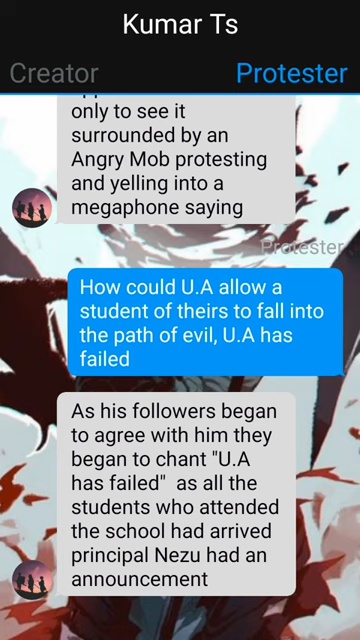 Kumar Ts
Creator
Protester
only to see it
surrounded by an
Angry Mob protesting
and yelling into a
megaphone saying
Protester
How could U.A allow a
student of theirs to fall into
the path of evil, U.A has
failed
As his followers began
to agree with him they
began to chant "U.A
has failed"  as all the
students who attended
the school had arrived
principal Nezu had an
announcement